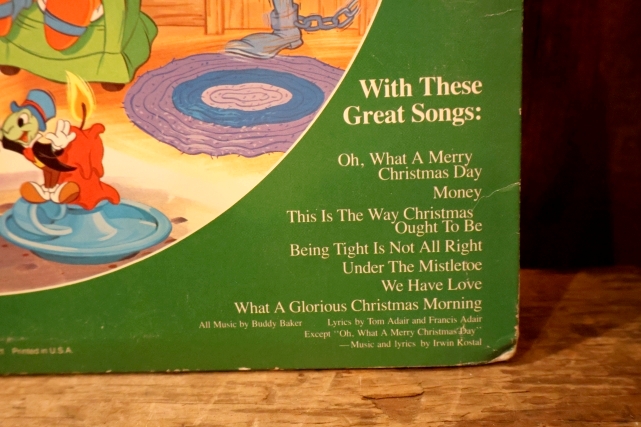 With These
Great Songs:
Oh, What A Merry
Christmas Day
Money
This Is The Way Christmas
Ought To Be
Being Tight Is Not All Right
Under The Mistletoe
We Have Love
What A Glorious Christmas Morning
All Music by Buddy Baker Lyrics by Tom Adair and Francis Adair
Except "Oh, What A Merry Christmas Day"
—Music and lyrics by Irwin Kostal
Printed in U.S.A.